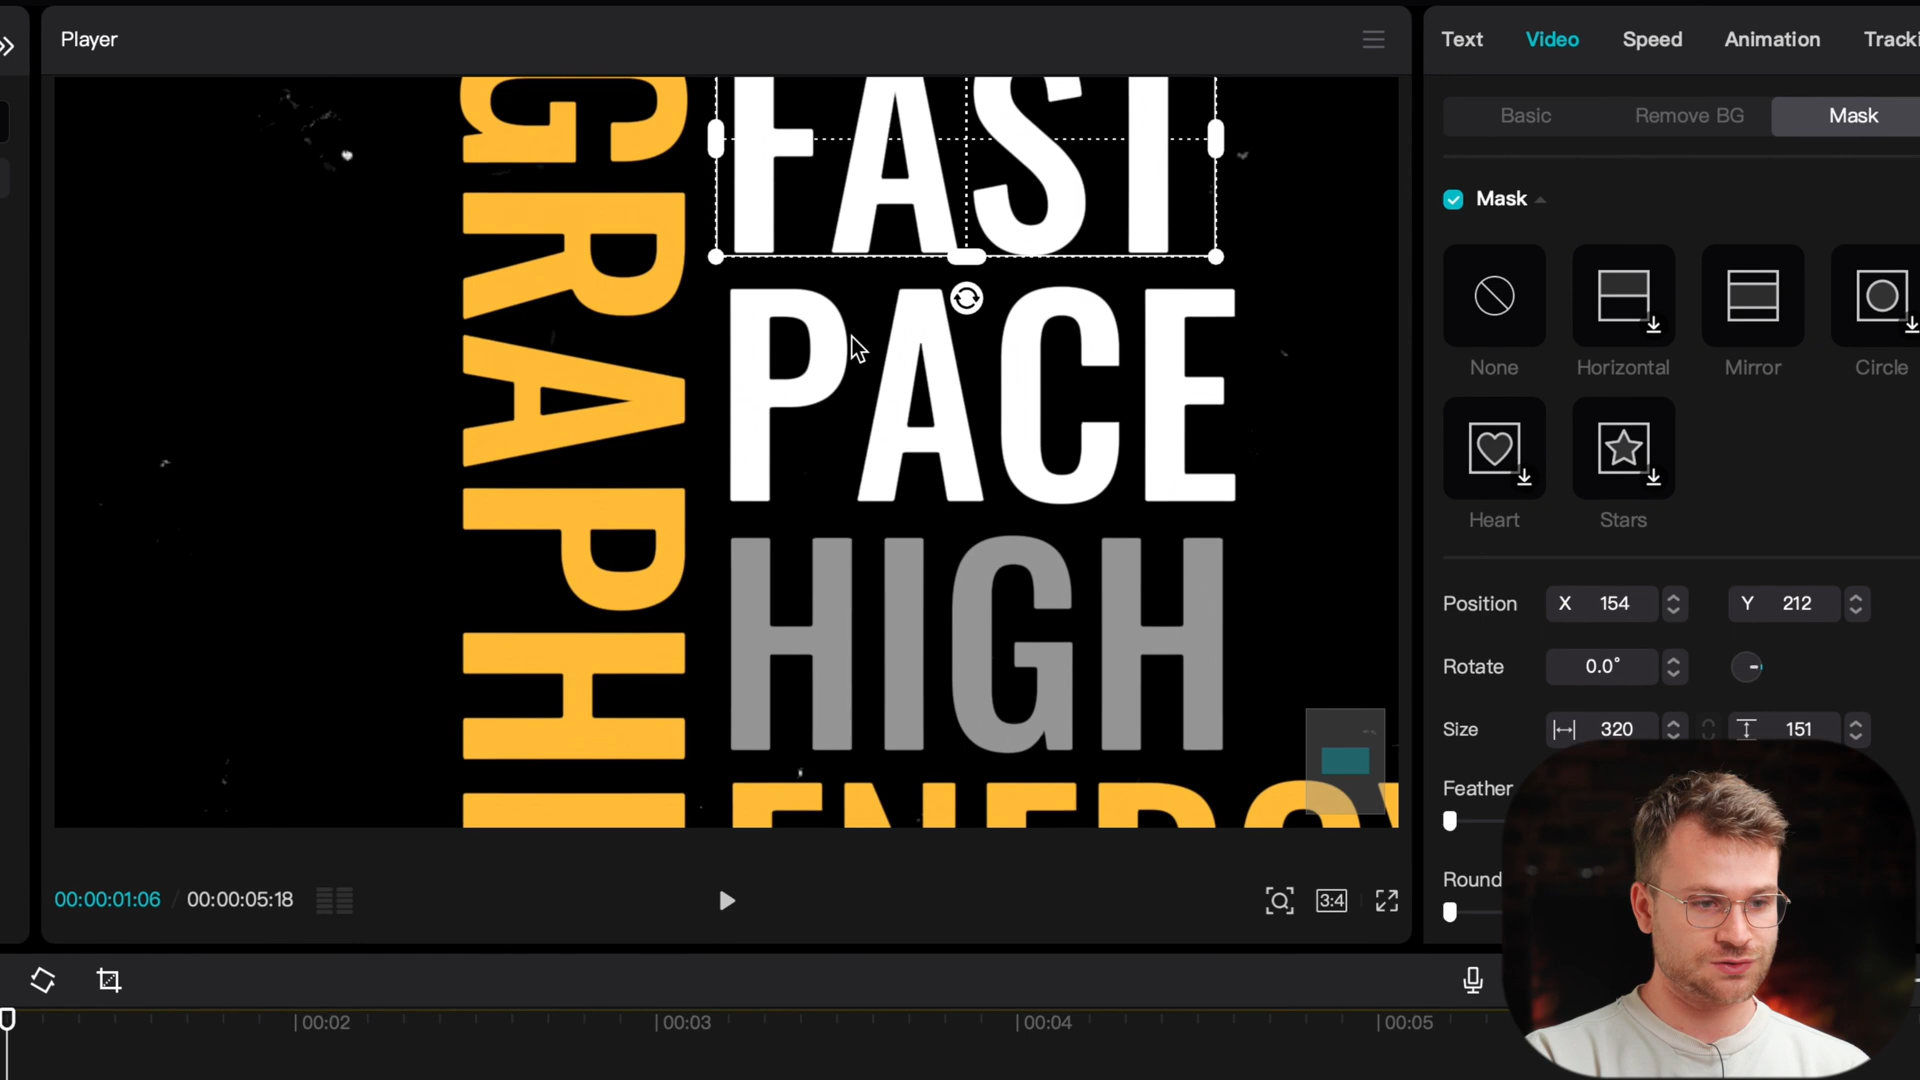 Player
Text Video Speed Animation Tracki
Basic Remove BG Mask
Mask
None Horizontal Mirror Circle
Heart Stars
Position X 154 Y 212
Rotate 0.0°
Size 320 151
Feather
Round
GRAPHI
FAST
PACE
HIGH
ENERGY
00:00:01:06 / 00:00:05:18
3:4
00:02 00:03 00:04 00:05